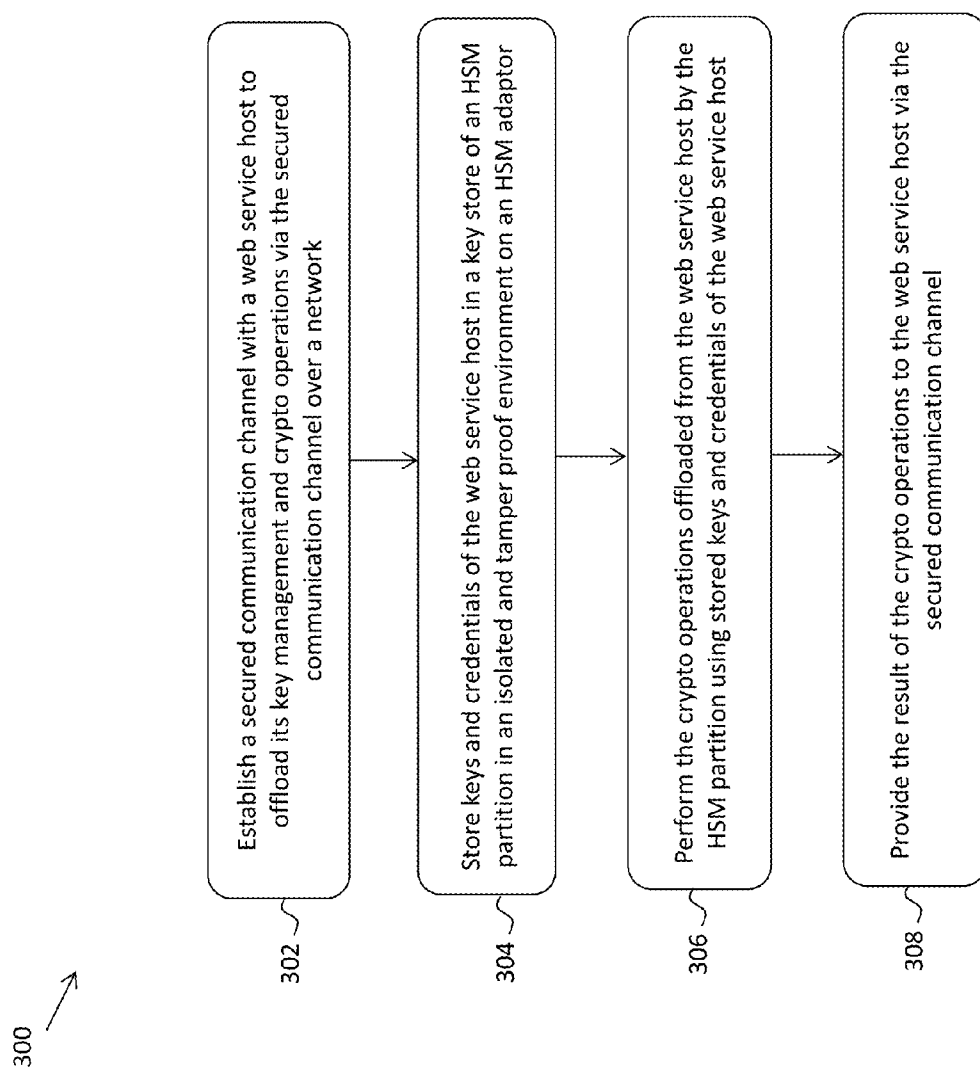 300
302
Establish a secured communication channel with a web service host to
offload its key management and crypto operations via the secured
communication channel over a network
304
Store keys and credentials of the web service host in a key store of an HSM
partition in an isolated and tamper proof environment on an HSM adaptor
306
Perform the crypto operations offloaded from the web service host by the
HSM partition using stored keys and credentials of the web service host
308
Provide the result of the crypto operations to the web service host via the
secured communication channel